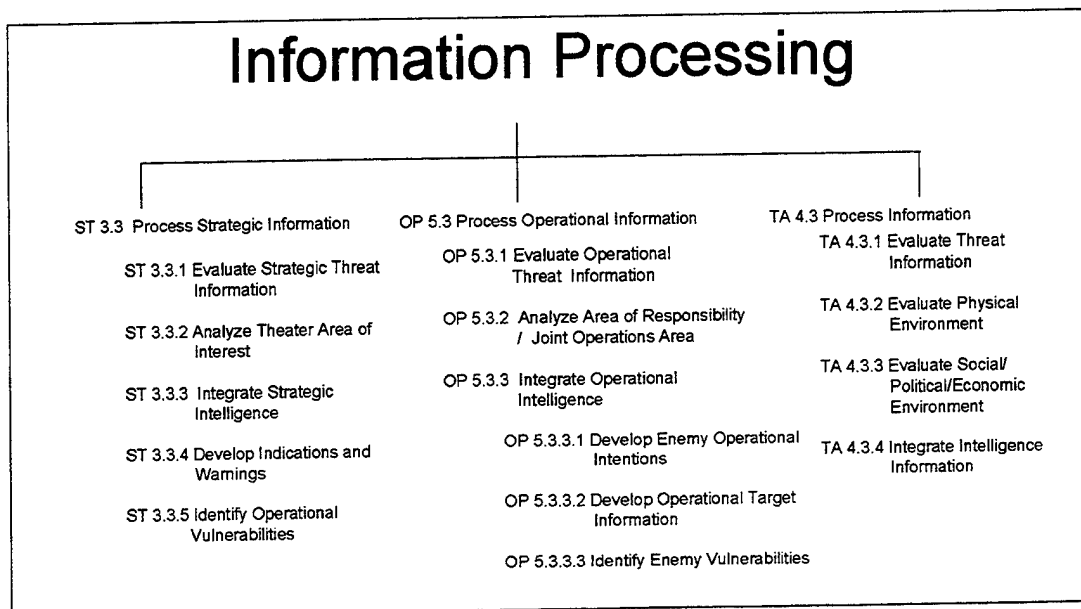 Information Processing
ST 3.3 Process Strategic Information
ST 3.3.1 Evaluate Strategic Threat
Information
ST 3.3.2 Analyze Theater Area of
Interest
ST 3.3.3 Integrate Strategic
Intelligence
ST 3.3.4 Develop Indications and
Warnings
ST 3.3.5 Identify Operational
Vulnerabilities
OP 5.3 Process Operational Information
OP 5.3.1 Evaluate Operational
Threat Information
OP 5.3.2 Analyze Area of Responsibility
/ Joint Operations Area
OP 5.3.3 Integrate Operational
Intelligence
OP 5.3.3.1 Develop Enemy Operational
Intentions
OP 5.3.3.2 Develop Operational Target
Information
OP 5.3.3.3 Identify Enemy Vulnerabilities
TA 4.3 Process Information
TA 4.3.1 Evaluate Threat
Information
TA 4.3.2 Evaluate Physical
Environment
TA 4.3.3 Evaluate Social/
Political/Economic
Environment
TA 4.3.4 Integrate Intelligence
Information